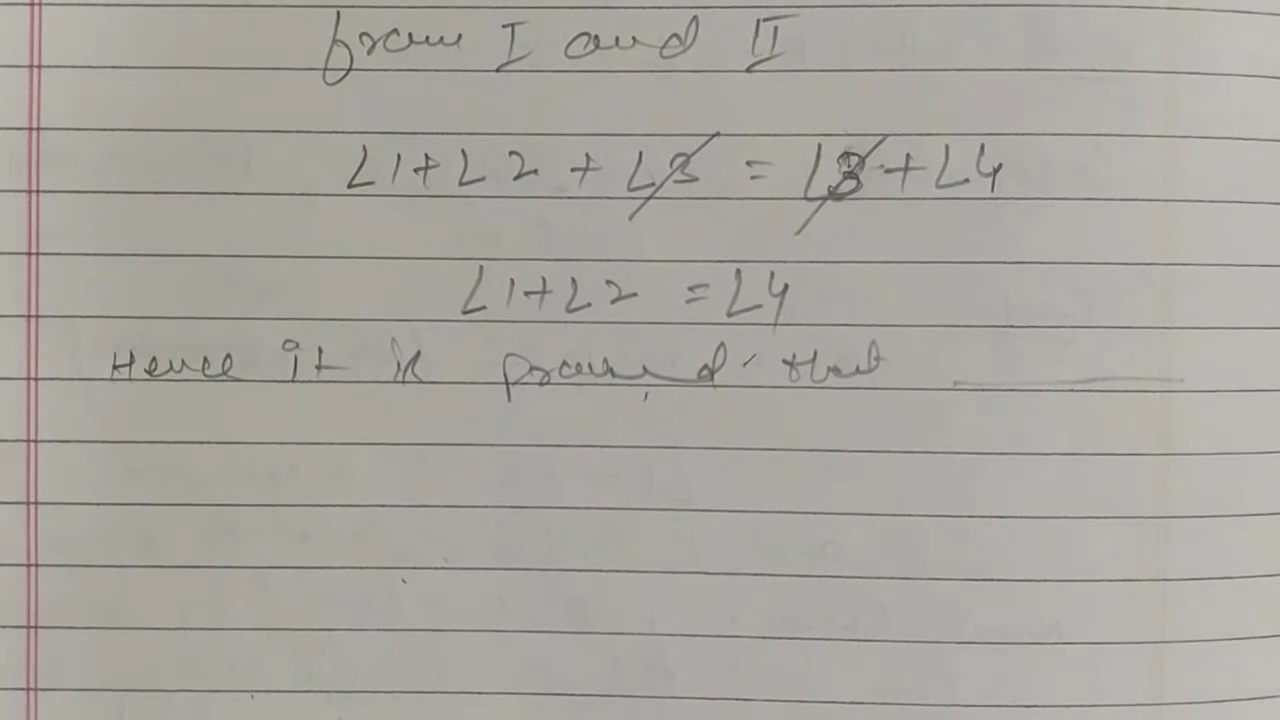 from I and II
∠1+∠2 + ∠3 = ∠3 + ∠4
∠1+∠2 = ∠4
Hence it is proved that